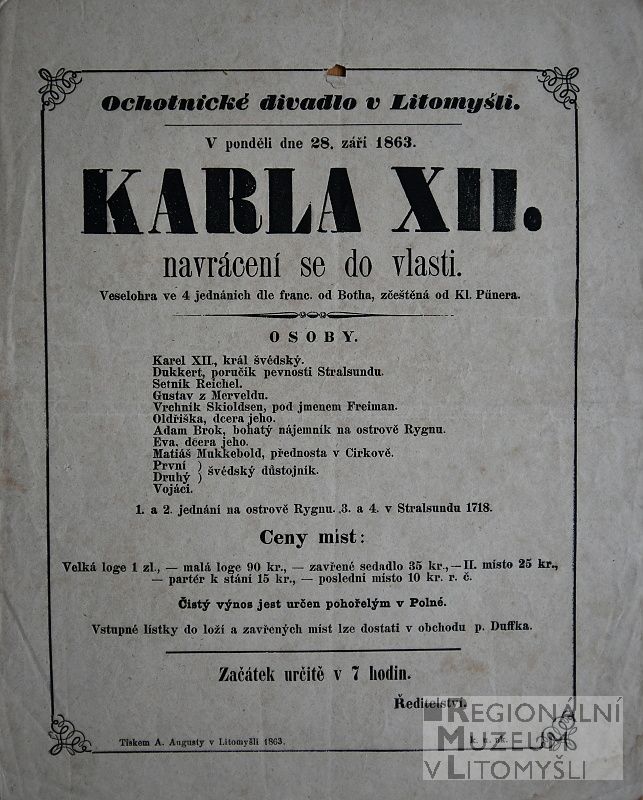 Ochotnické divadlo v Litomyšli.
V pondělí dne 28. září 1863.
KARLA XII.
navrácení se do vlasti.
Veselohra ve 4 jednáních dle franc. od Botha, zčeštěná od Kl. Pünera.
OSOBY.
Karel XII., král švédský.
Dukkert, poručík pevnosti Stralsundu.
Setník Reichel.
Gustav z Merveldu.
Vrchník Skioldsen, pod jmenem Freiman.
Oldřiška, dcera jeho.
Adam Brok, bohatý nájemník na ostrově Rygnu.
Eva, dcera jeho.
Matiáš Mukkebold, přednosta v Cirkově.
První )
Druhý ) švédský důstojník.
Vojáci.
1. a 2. jednání na ostrově Rygnu. 3. a 4. v Stralsundu 1718.
Ceny míst:
Velká loge 1 zl., — malá loge 90 kr., — zavřené sedadlo 35 kr., — II. místo 25 kr.,
— partér k stání 15 kr., — poslední místo 10 kr. r. č.
Čistý výnos jest určen pohořelým v Polné.
Vstupné lístky do loží a zavřených míst lze dostati v obchodu p. Duffka.
Začátek určitě v 7 hodin.
Ředitelství.
Tiskem A. Augusty v Litomyšli 1863.
REGIONÁLNÍ
MUZEUM
V LITOMYŠLI